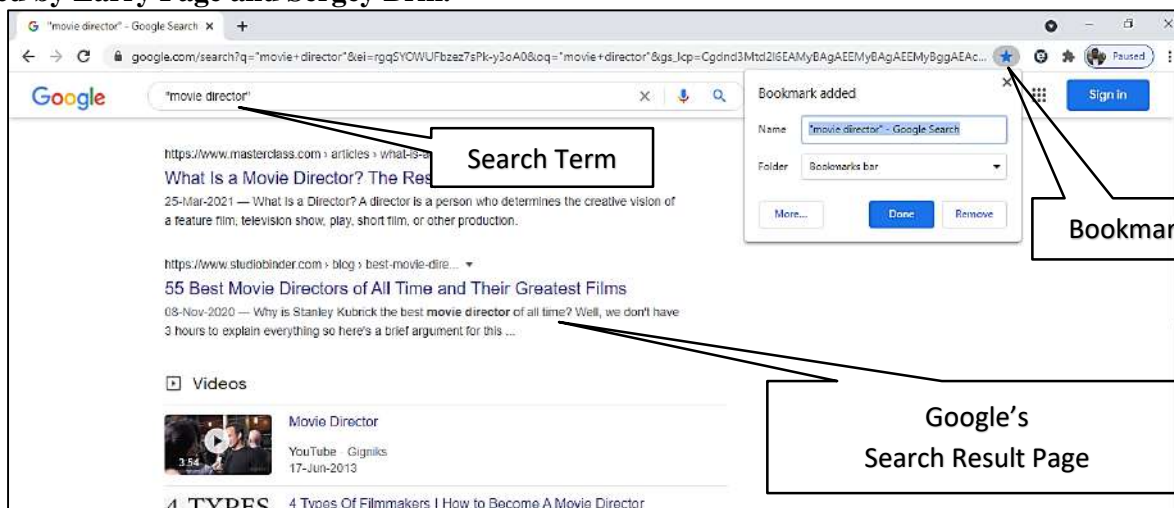 ed by Larry Page and Sergey Brin.
"movie director" - Google Search
google.com/search?q="movie+director"&ei=rgqSYOWUFbzez7sPk-y3oA0&oq="movie+director"&gs_lcp=Cgdnd3Mtd2l6EAMyBAgAEEMyBAgAEEMyBggAEAc...
Paused
Google
"movie director"
Sign in
Bookmark added
Name "movie director" - Google Search
Folder Bookmarks bar
More... Done Remove
Search Term
Bookmar
https://www.masterclass.com › articles › what-is-a
What Is a Movie Director? The Res
25-Mar-2021 — What Is a Director? A director is a person who determines the creative vision of
a feature film, television show, play, short film, or other production.
https://www.studiobinder.com › blog › best-movie-dire...
55 Best Movie Directors of All Time and Their Greatest Films
08-Nov-2020 — Why is Stanley Kubrick the best movie director of all time? Well, we don't have
3 hours to explain everything so here's a brief argument for this ...
Google's
Search Result Page
Videos
3:54
Movie Director
YouTube - Gigniks
17-Jun-2013
4 TYPES
4 Types Of Filmmakers | How to Become A Movie Director